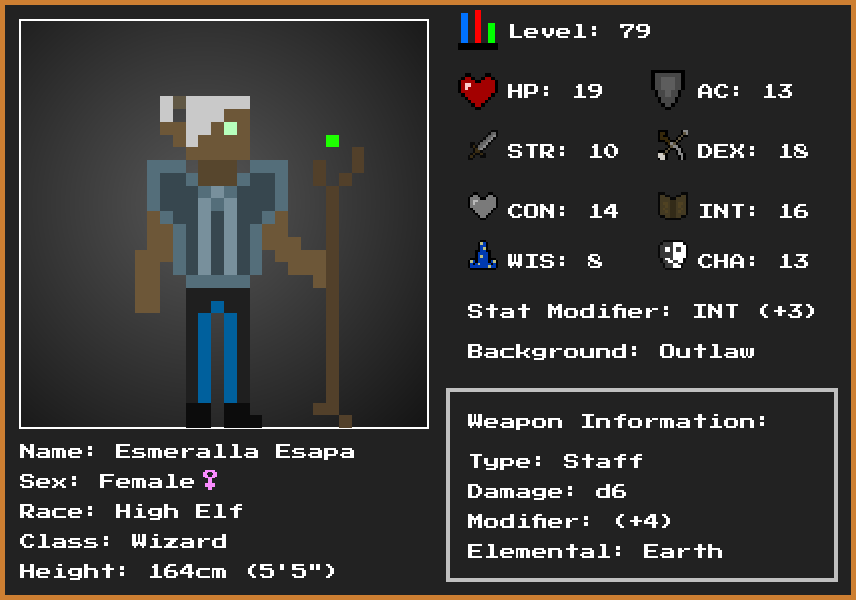 Level: 79
HP: 19 AC: 13
STR: 10 DEX: 18
CON: 14 INT: 16
WIS: 8 CHA: 13
Stat Modifier: INT (+3)
Background: Outlaw
Weapon Information:
Type: Staff
Damage: d6
Modifier: (+4)
Elemental: Earth
Name: Esmeralla Esapa
Sex: Female♀
Race: High Elf
Class: Wizard
Height: 164cm (5'5")